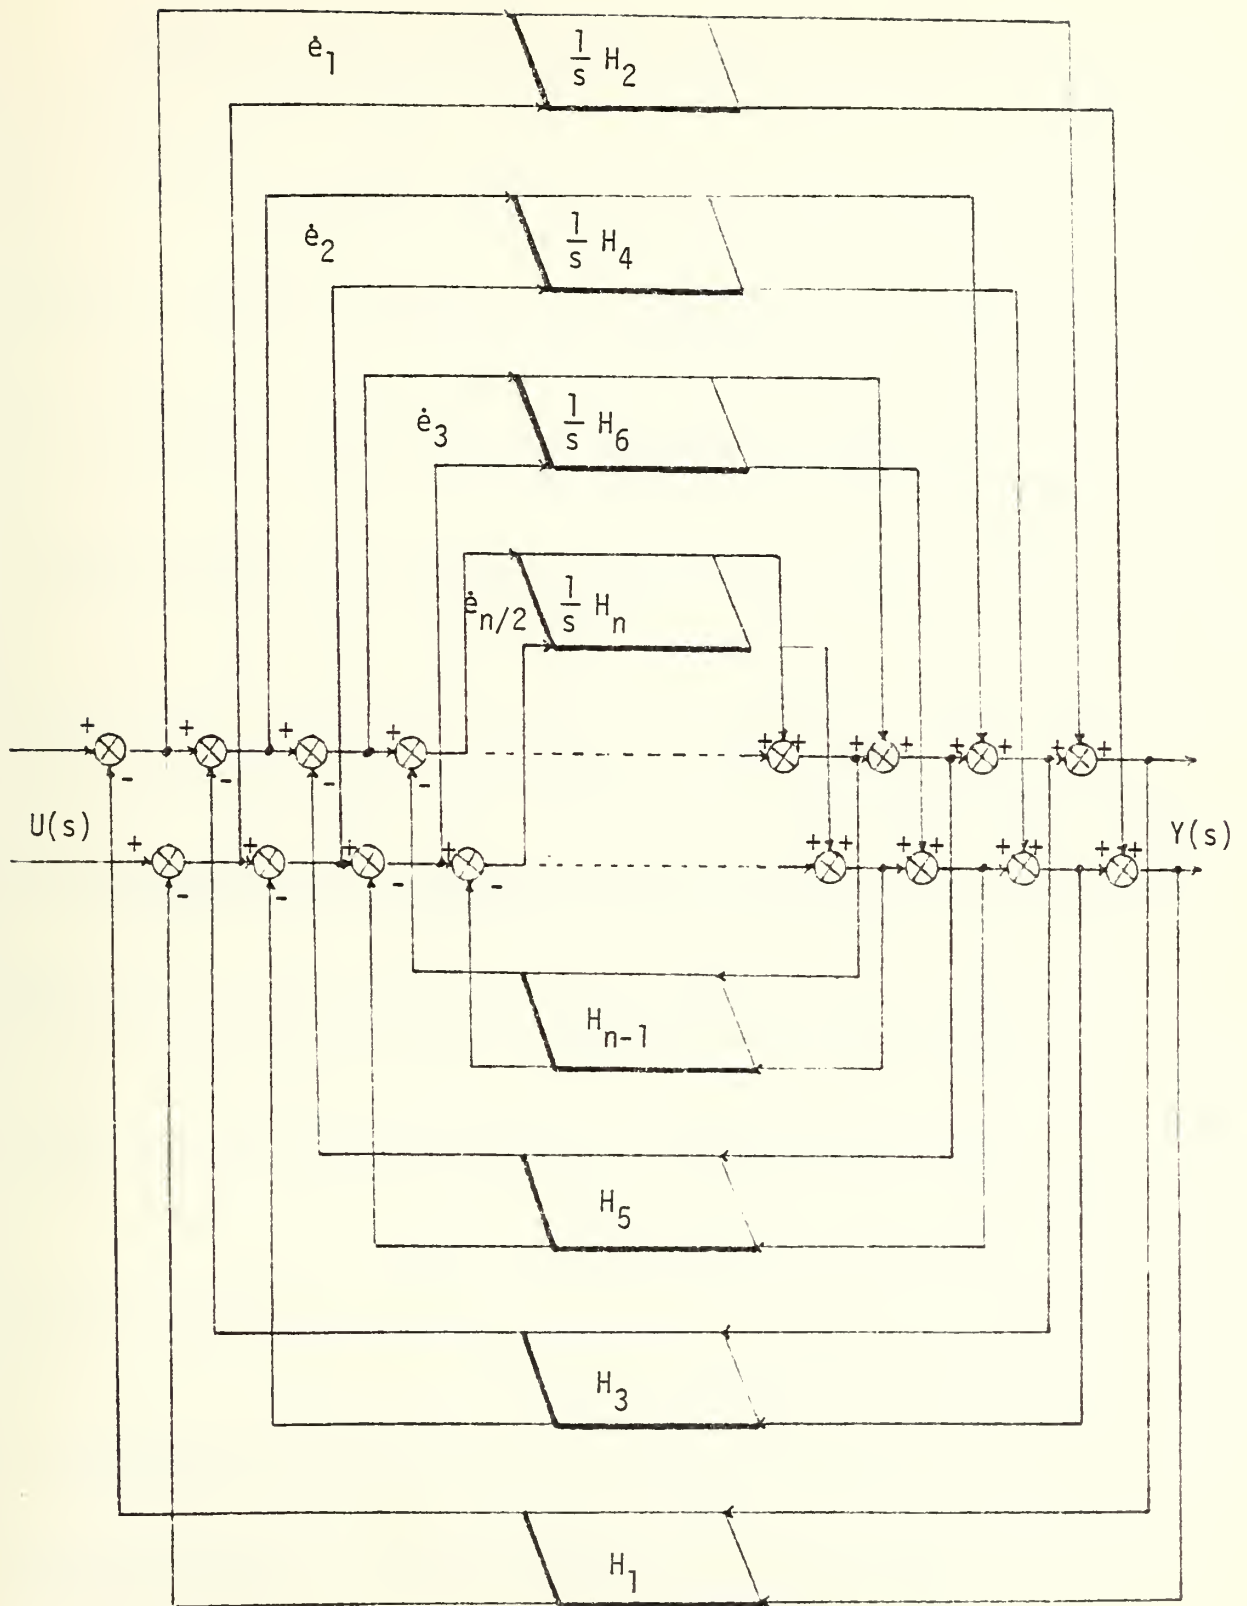 ė1
1/s H2
ė2
1/s H4
ė3
1/s H6
ėn/2
1/s Hn
+ + + +
+ + + + + + + +
- - - -
U(s)
Y(s)
+ + + +
+ + + + + + + +
- - - -
Hn-1
H5
H3
H1